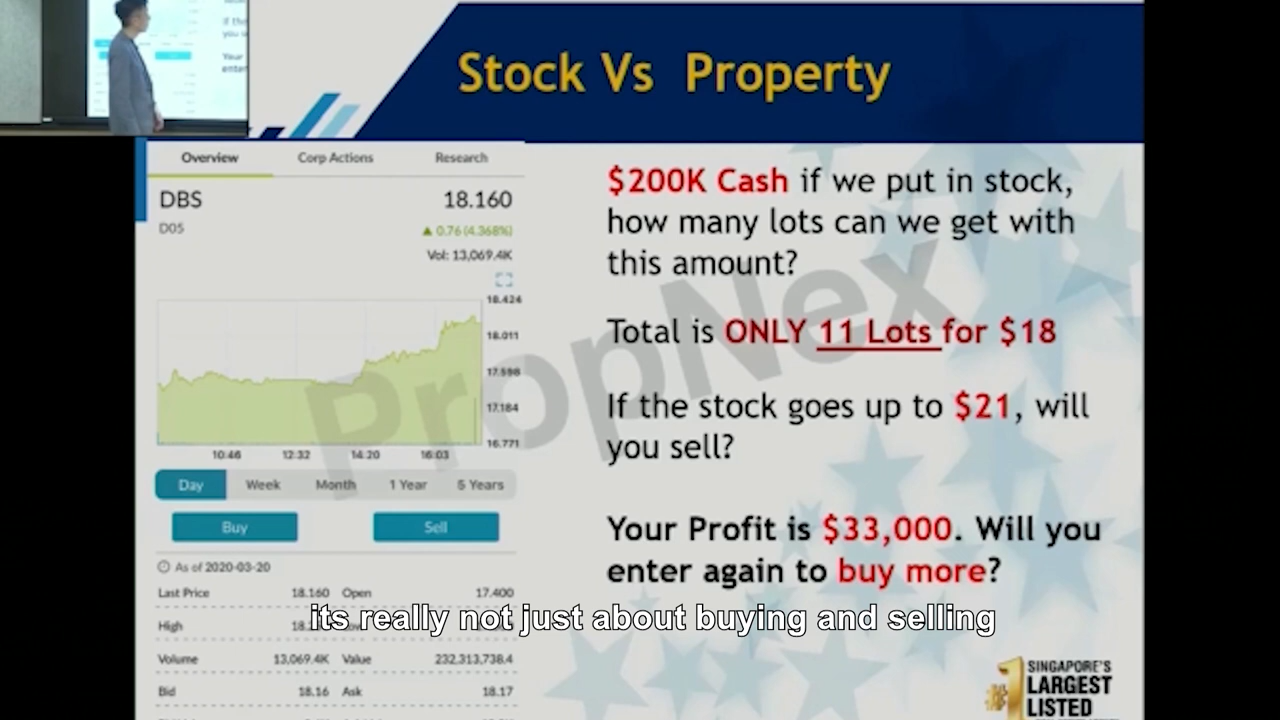 Stock Vs Property
Overview Corp Actions Research
DBS 18.160
D05 ▲ 0.76 (4.368%)
Vol: 13,069.4K
18.424
18.011
17.598
17.184
16.771
10:46 12:32 14:20 16:03
Day Week Month 1 Year 5 Years
Buy Sell
As of 2020-03-20
Last Price 18.160 Open 17.400
High
Volume 13,069.4K Value 232,313,738.4
Bid 18.16 Ask 18.17
$200K Cash if we put in stock,
how many lots can we get with
this amount?
Total is ONLY 11 Lots for $18
If the stock goes up to $21, will
you sell?
Your Profit is $33,000. Will you
enter again to buy more?
PropNex
its really not just about buying and selling
#1 SINGAPORE'S
LARGEST
LISTED